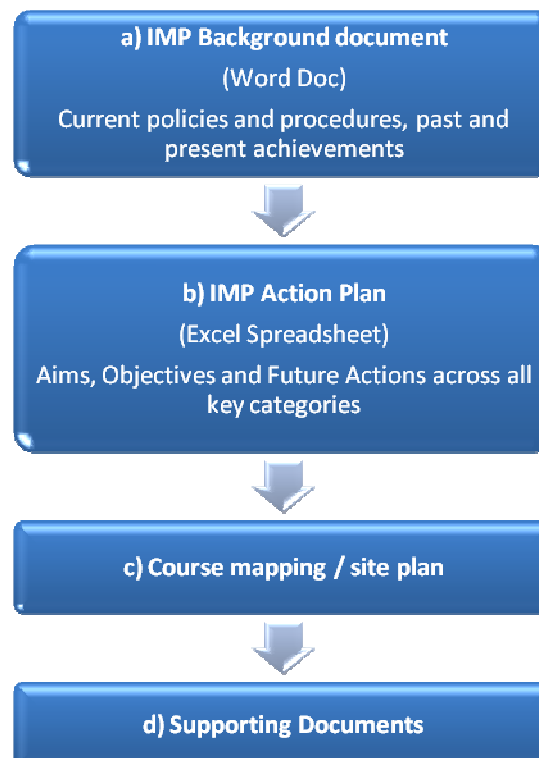 a) IMP Background document
(Word Doc)
Current policies and procedures, past and
present achievements
b) IMP Action Plan
(Excel Spreadsheet)
Aims, Objectives and Future Actions across all
key categories
c) Course mapping / site plan
d) Supporting Documents